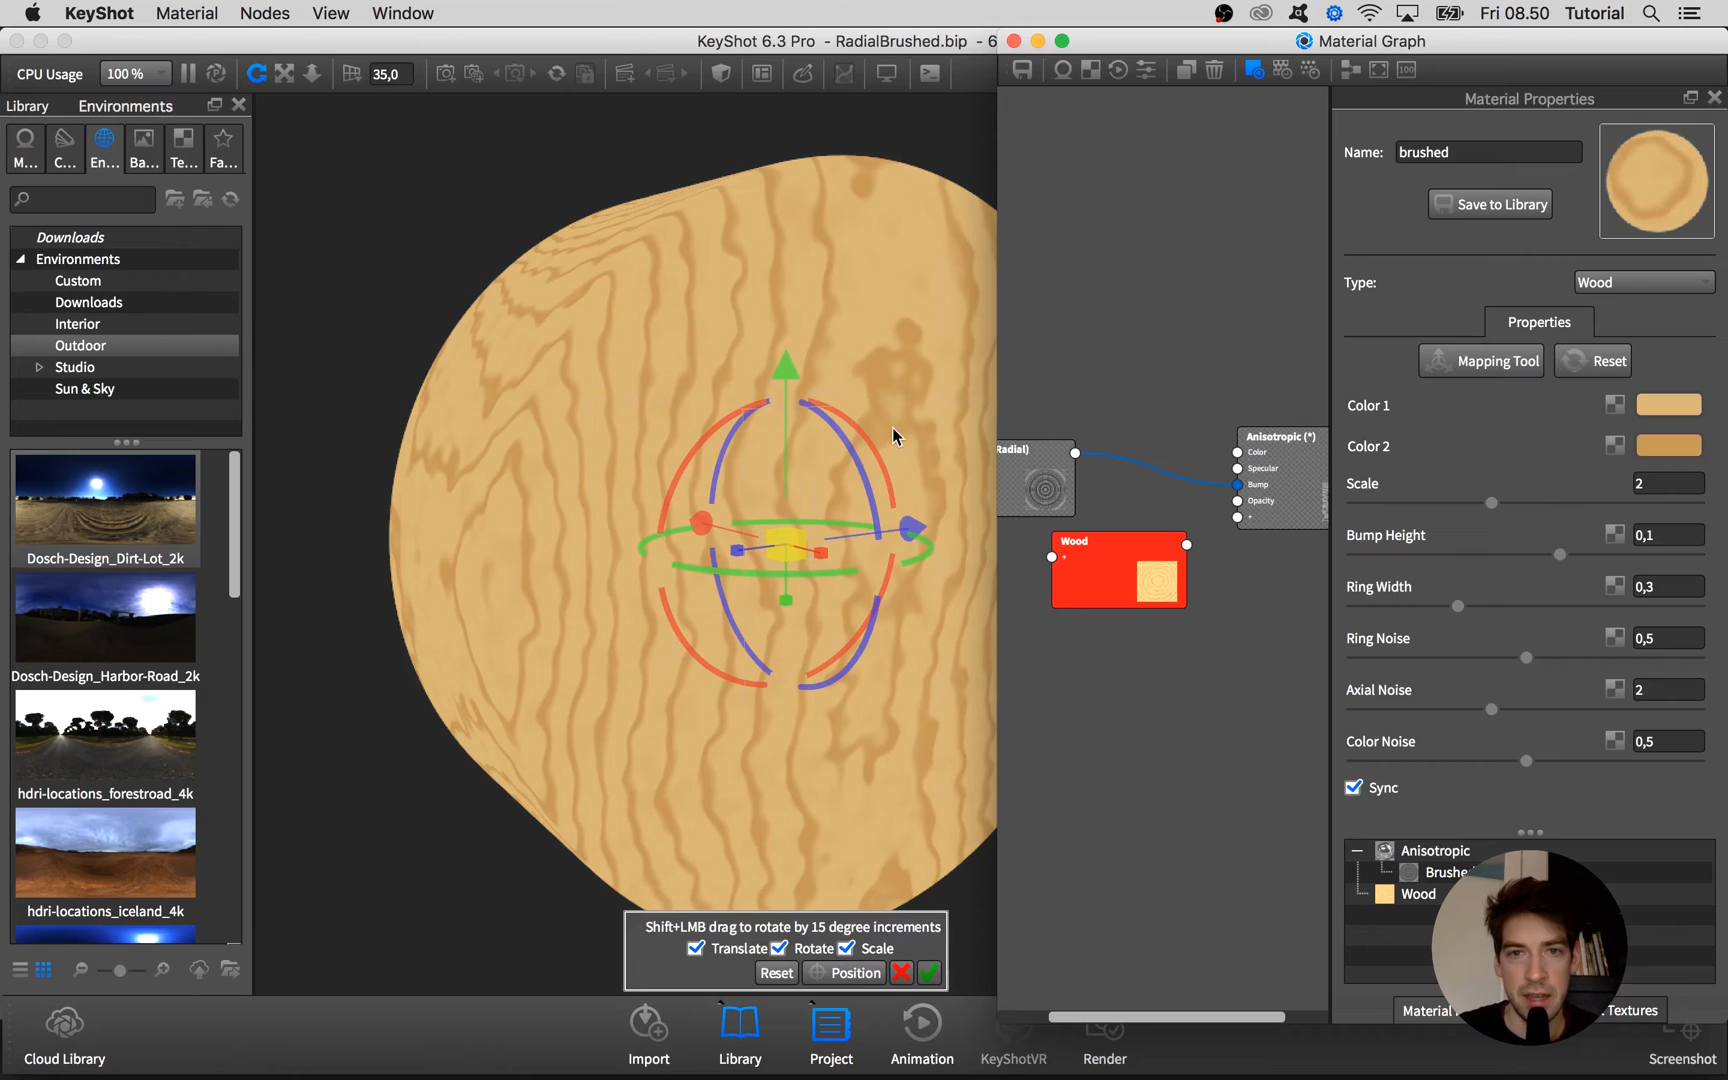 KeyShot Material Nodes View Window
Fri 08.50 Tutorial
KeyShot 6.3 Pro - RadialBrushed.bip - 6
Material Graph
CPU Usage 100 % 35,0
Library Environments
Material Properties
M... C... En... Ba... Te... Fa...
Name: brushed
Save to Library
Downloads
Environments
Custom
Downloads
Interior
Outdoor
Studio
Sun & Sky
Type: Wood
Properties
Mapping Tool Reset
Color 1
Color 2
Scale 2
Bump Height 0,1
Ring Width 0,3
Ring Noise 0,5
Axial Noise 2
Color Noise 0,5
Sync
Radial)
Anisotropic (*)
Color
Specular
Bump
Opacity
+
Wood
+
Dosch-Design_Dirt-Lot_2k
Dosch-Design_Harbor-Road_2k
hdri-locations_forestroad_4k
hdri-locations_iceland_4k
Anisotropic
Brushe
Wood
Shift+LMB drag to rotate by 15 degree increments
Translate Rotate Scale
Reset Position
Material
Textures
Cloud Library
Import
Library
Project
Animation
KeyShotVR
Render
Screenshot